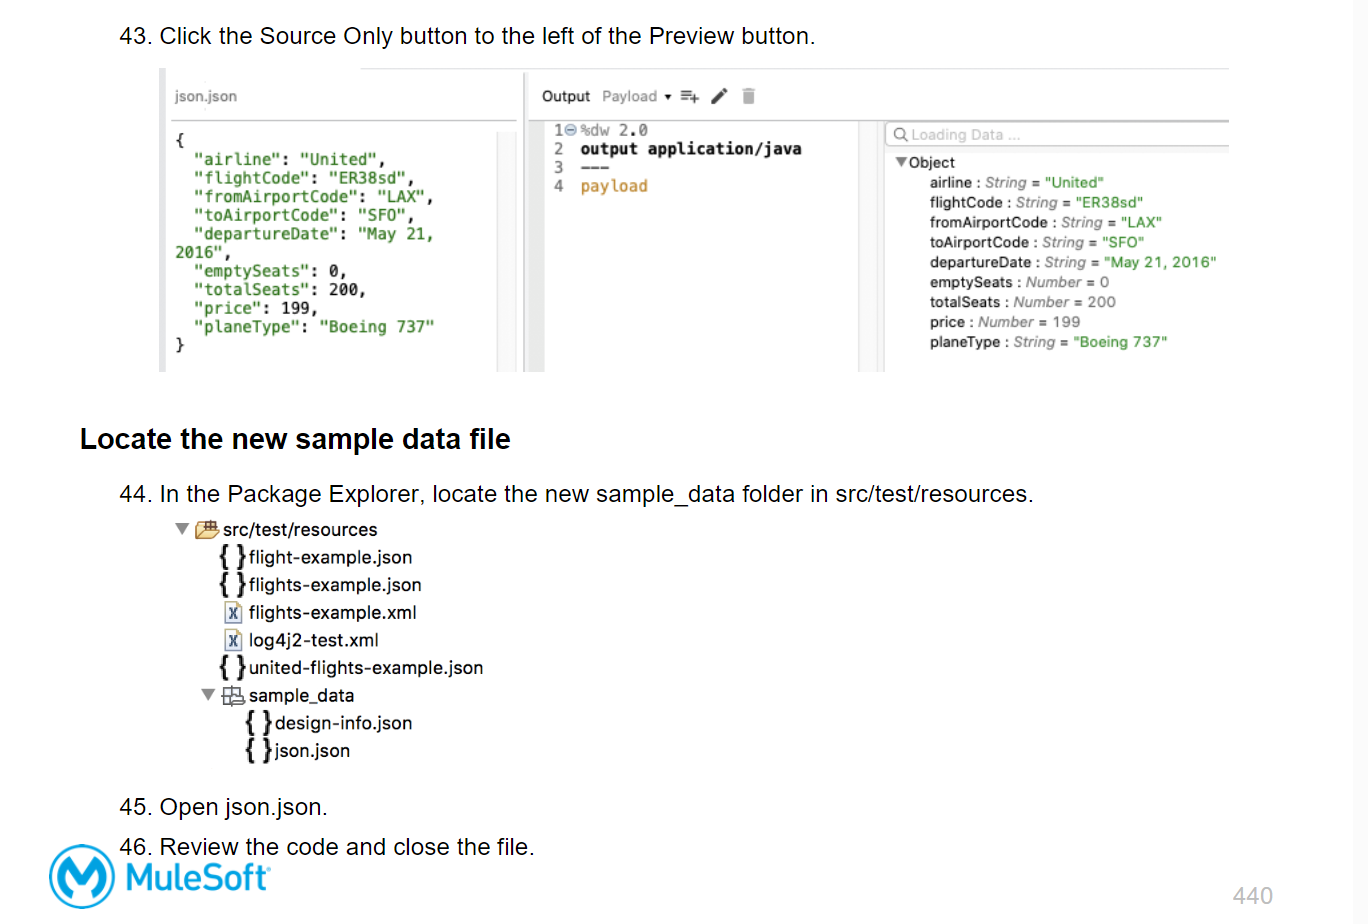 43. Click the Source Only button to the left of the Preview button.
json.json
{
"airline": "United",
"flightCode": "ER38sd",
"fromAirportCode": "LAX",
"toAirportCode": "SFO",
"departureDate": "May 21,
2016",
"emptySeats": 0,
"totalSeats": 200,
"price": 199,
"planeType": "Boeing 737"
}
Output Payload
1 %dw 2.0
2 output application/java
3 ---
4 payload
Loading Data ...
Object
airline : String = "United"
flightCode : String = "ER38sd"
fromAirportCode : String = "LAX"
toAirportCode : String = "SFO"
departureDate : String = "May 21, 2016"
emptySeats : Number = 0
totalSeats : Number = 200
price : Number = 199
planeType : String = "Boeing 737"
Locate the new sample data file
44. In the Package Explorer, locate the new sample_data folder in src/test/resources.
src/test/resources
{ } flight-example.json
{ } flights-example.json
X flights-example.xml
X log4j2-test.xml
{ } united-flights-example.json
sample_data
{ } design-info.json
{ } json.json
45. Open json.json.
46. Review the code and close the file.
MuleSoft
440